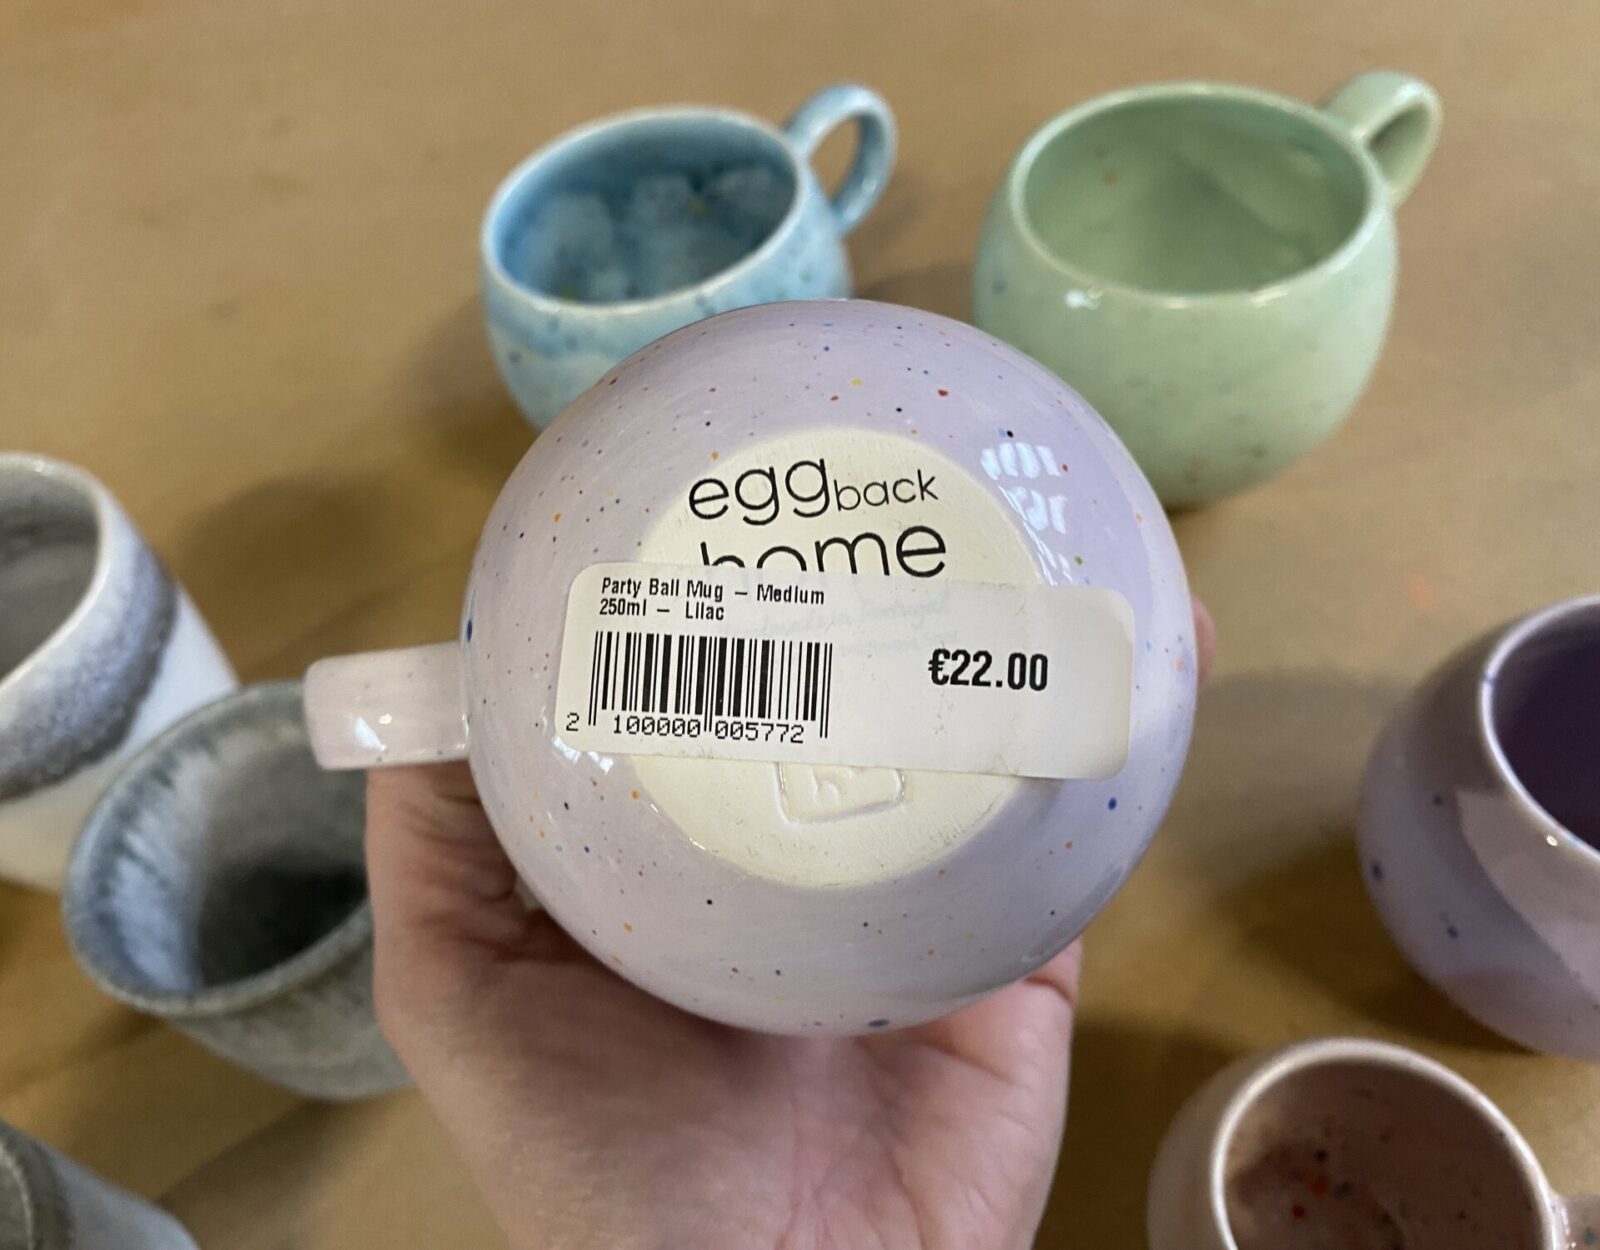 egg back
home
Party Ball Mug – Medium
250ml – Lilac
€22.00
2 100000 005772